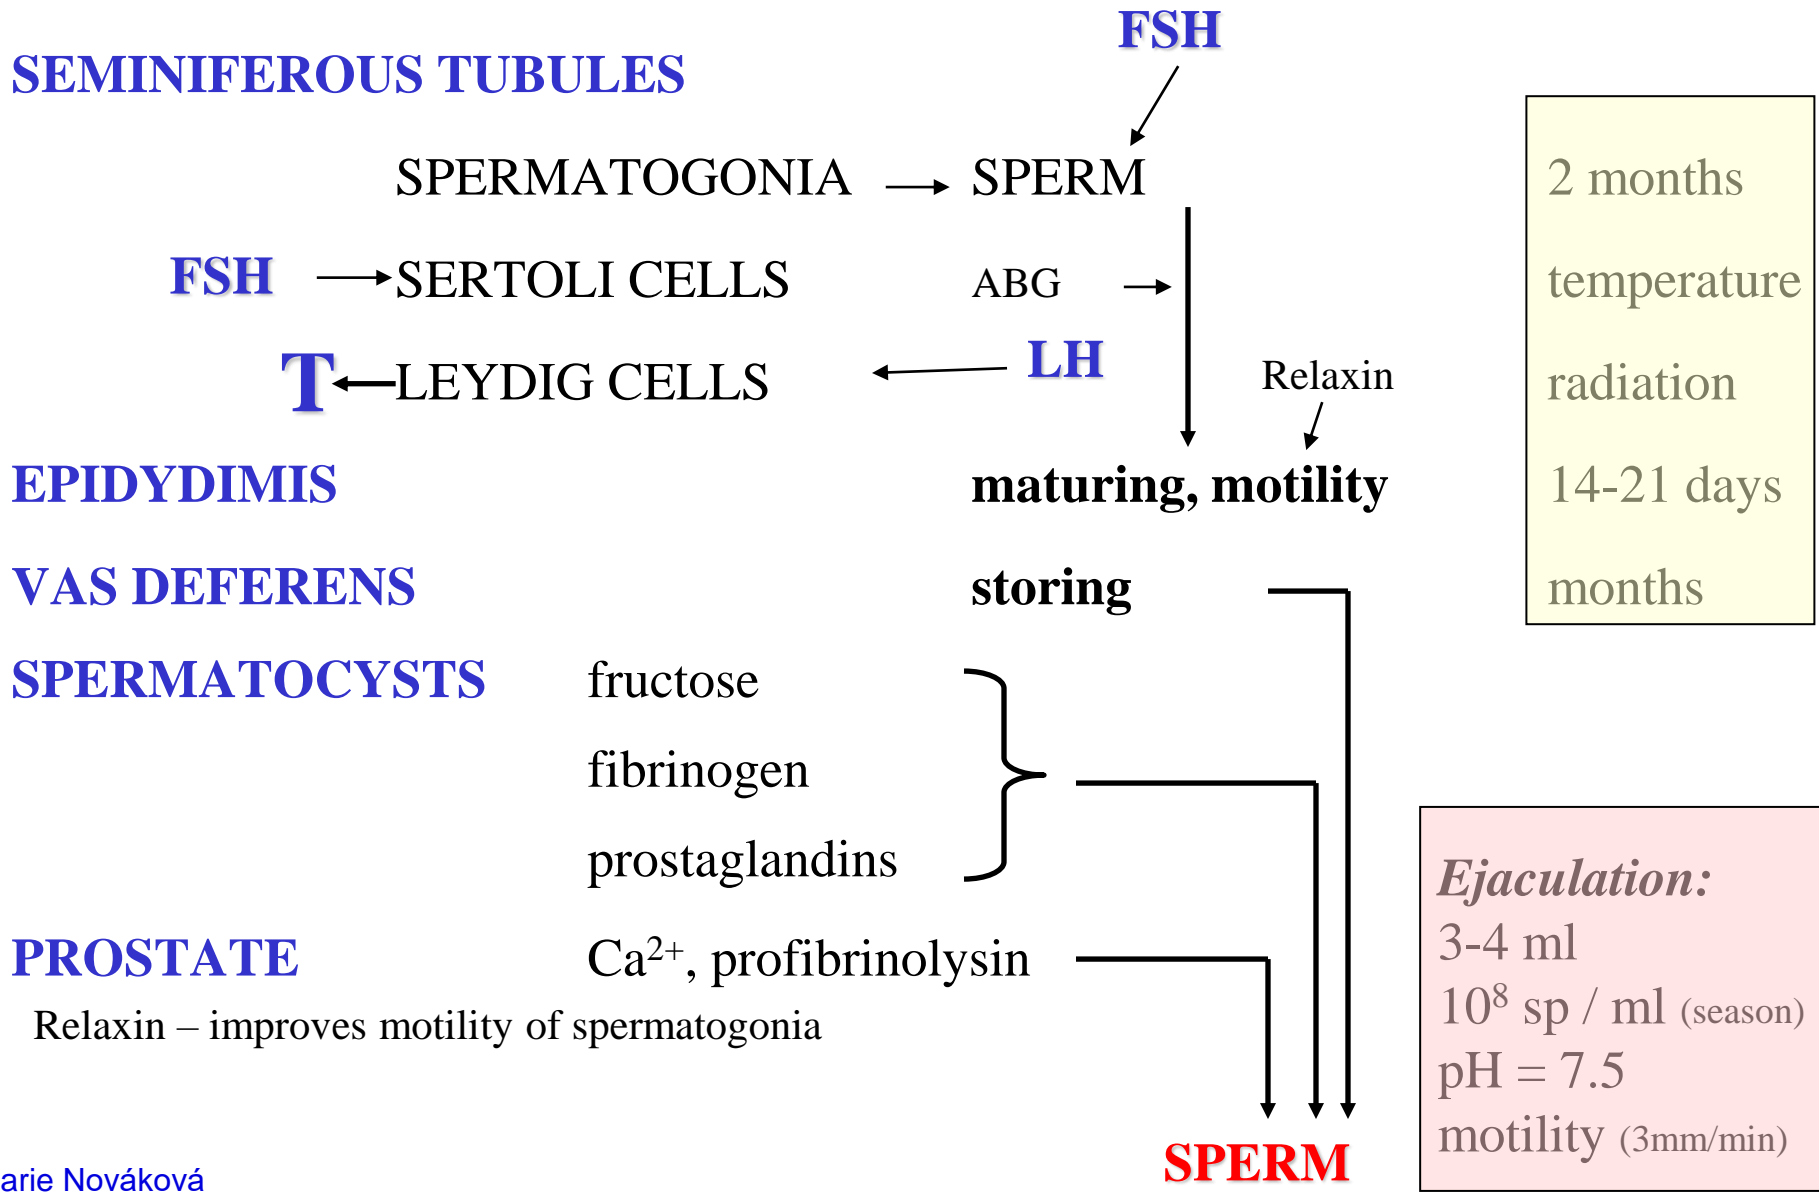 FSH
SEMINIFEROUS TUBULES
SPERMATOGONIA SPERM 2 months
FSH SERTOLI CELLS ABG temperature
T LEYDIG CELLS LH Relaxin radiation
EPIDYDIMIS maturing, motility 14-21 days
VAS DEFERENS storing months
SPERMATOCYSTS fructose
fibrinogen
prostaglandins
Ejaculation:
PROSTATE Ca²⁺, profibrinolysin 3-4 ml
Relaxin – improves motility of spermatogonia 10⁸ sp / ml (season)
pH = 7.5
motility (3mm/min)
SPERM
arie Nováková